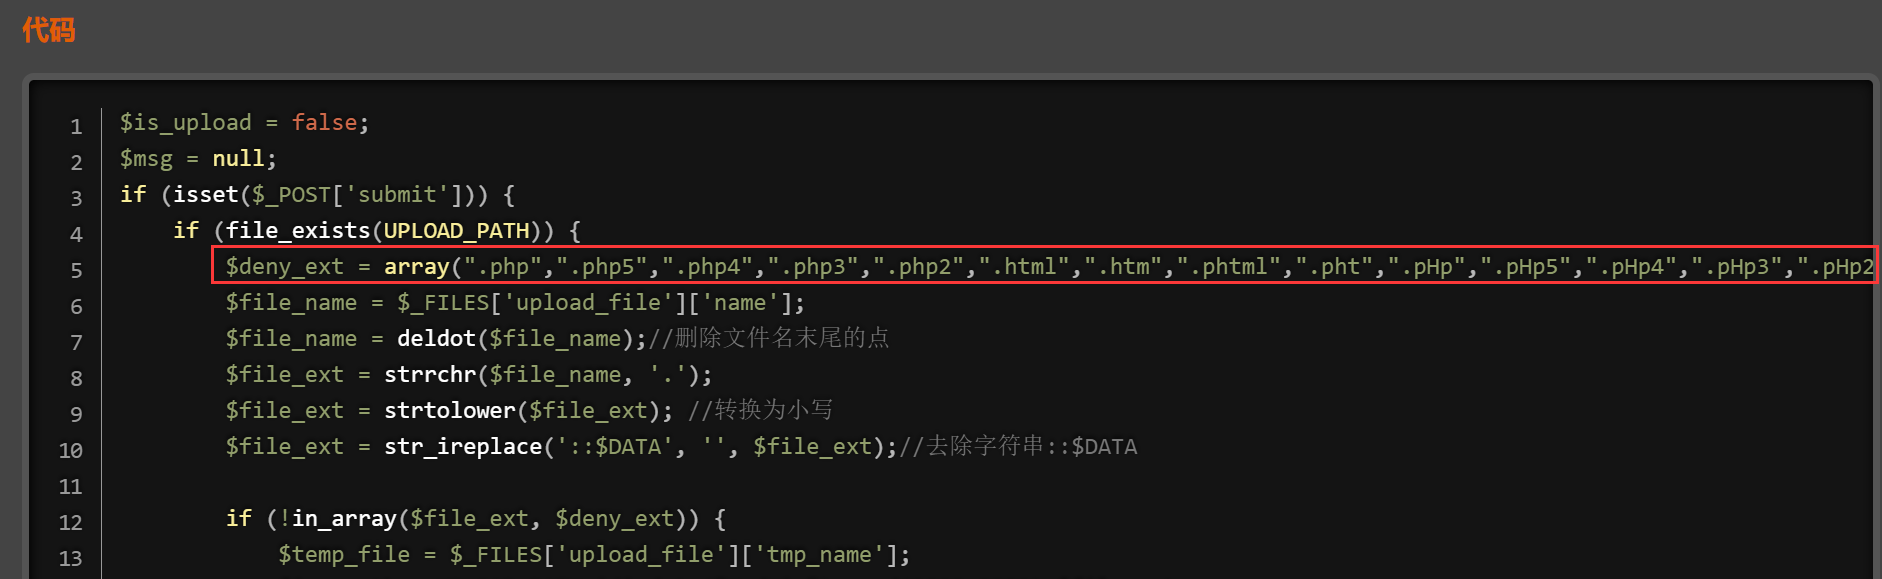 代码
1 $is_upload = false;
2 $msg = null;
3 if (isset($_POST['submit'])) {
4 if (file_exists(UPLOAD_PATH)) {
5 $deny_ext = array(".php",".php5",".php4",".php3",".php2",".html",".htm",".phtml",".pht",".pHp",".pHp5",".pHp4",".pHp3",".pHp2
6 $file_name = $_FILES['upload_file']['name'];
7 $file_name = deldot($file_name);//删除文件名末尾的点
8 $file_ext = strrchr($file_name, '.');
9 $file_ext = strtolower($file_ext); //转换为小写
10 $file_ext = str_ireplace('::$DATA', '', $file_ext);//去除字符串::$DATA
11
12 if (!in_array($file_ext, $deny_ext)) {
13 $temp_file = $_FILES['upload_file']['tmp_name'];